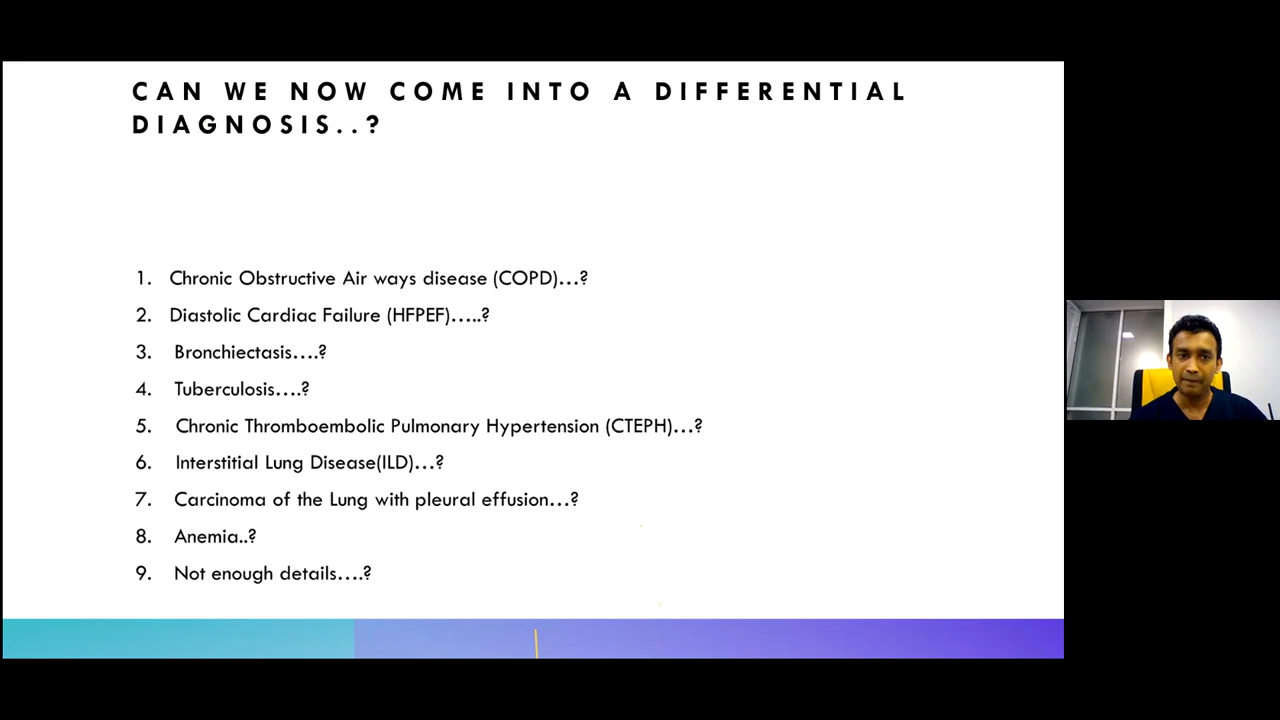 CAN WE NOW COME INTO A DIFFERENTIAL
DIAGNOSIS..?
1. Chronic Obstructive Air ways disease (COPD)...?
2. Diastolic Cardiac Failure (HFPEF).....?
3. Bronchiectasis....?
4. Tuberculosis....?
5. Chronic Thromboembolic Pulmonary Hypertension (CTEPH)...?
6. Interstitial Lung Disease(ILD)...?
7. Carcinoma of the Lung with pleural effusion...?
8. Anemia..?
9. Not enough details....?